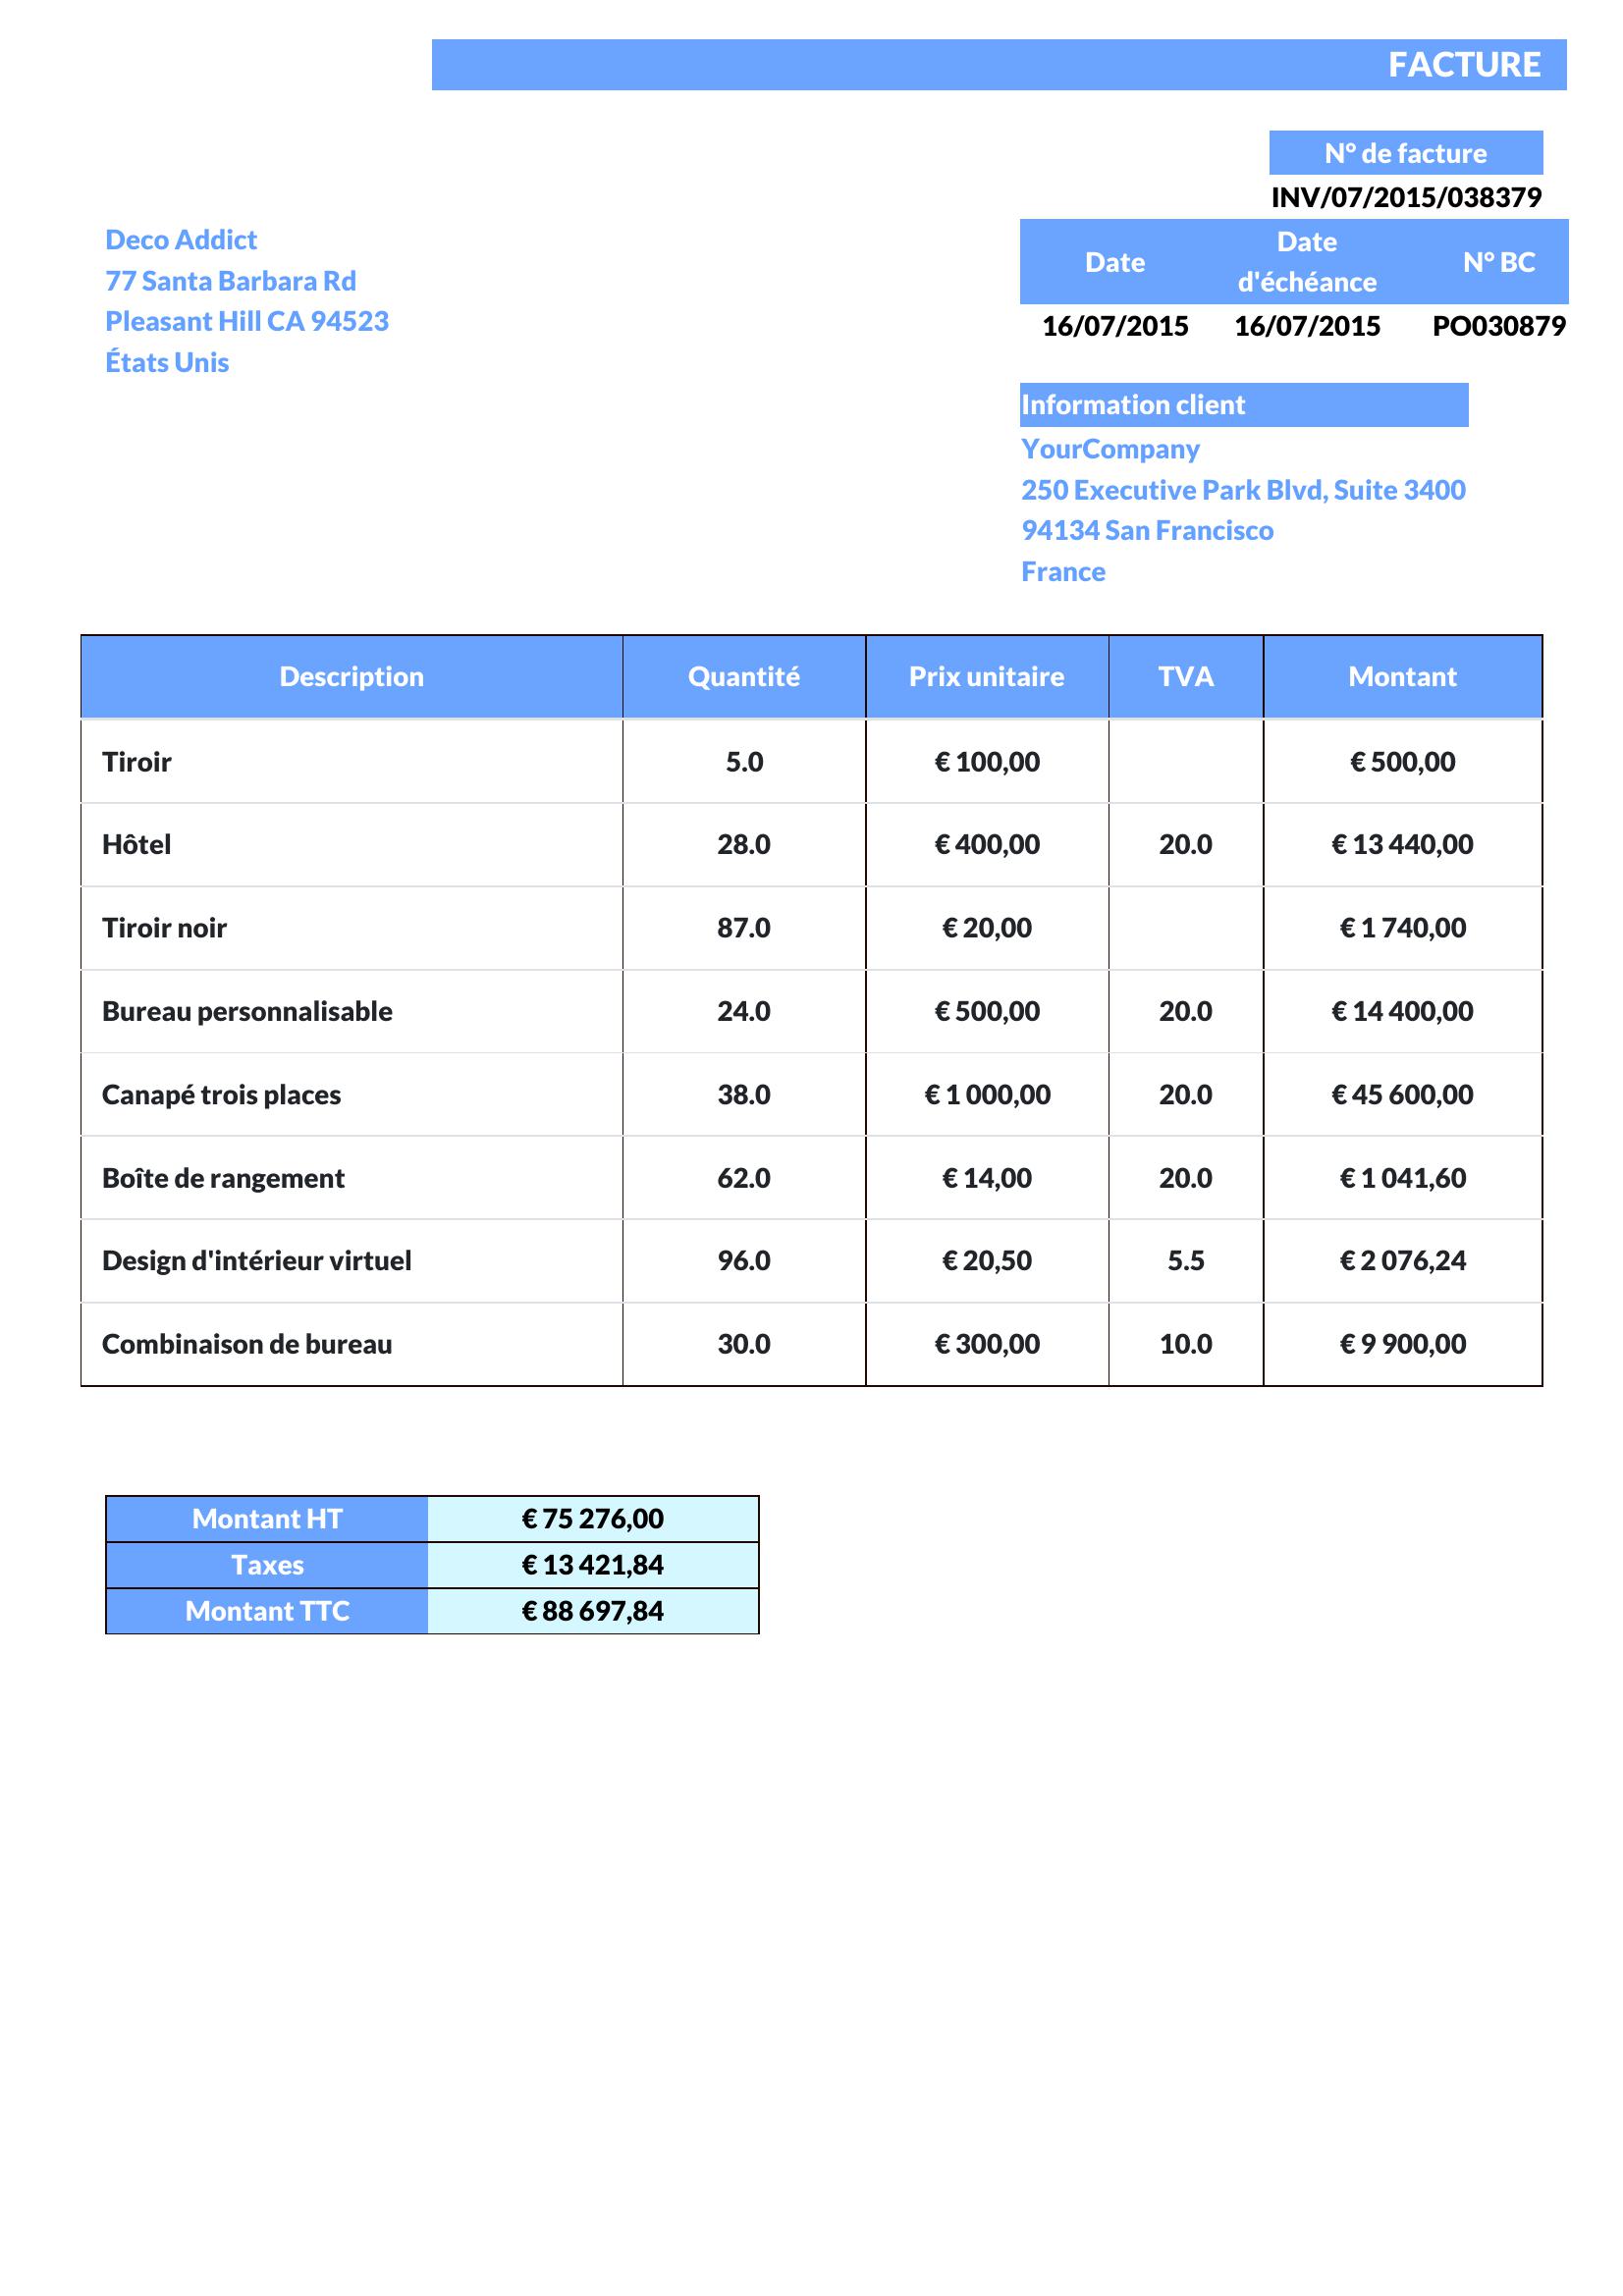 FACTURE
N° de facture
INV/07/2015/038379
Deco Addict
77 Santa Barbara Rd
Pleasant Hill CA 94523
États Unis
Date Date d'échéance N° BC
16/07/2015 16/07/2015 PO030879
Information client
YourCompany
250 Executive Park Blvd, Suite 3400
94134 San Francisco
France
Description Quantité Prix unitaire TVA Montant
Tiroir 5.0 € 100,00 € 500,00
Hôtel 28.0 € 400,00 20.0 € 13 440,00
Tiroir noir 87.0 € 20,00 € 1 740,00
Bureau personnalisable 24.0 € 500,00 20.0 € 14 400,00
Canapé trois places 38.0 € 1 000,00 20.0 € 45 600,00
Boîte de rangement 62.0 € 14,00 20.0 € 1 041,60
Design d'intérieur virtuel 96.0 € 20,50 5.5 € 2 076,24
Combinaison de bureau 30.0 € 300,00 10.0 € 9 900,00
Montant HT € 75 276,00
Taxes € 13 421,84
Montant TTC € 88 697,84